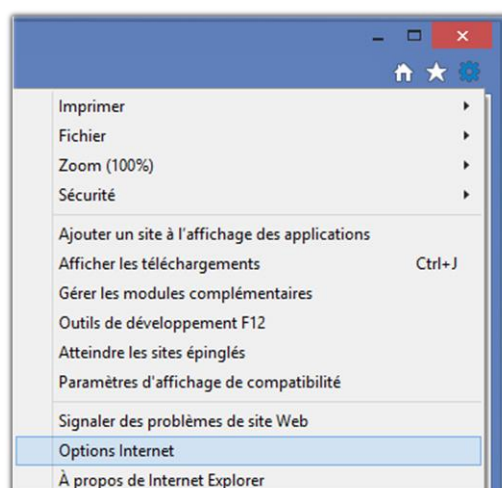 Imprimer
Fichier
Zoom (100%)
Sécurité
Ajouter un site à l'affichage des applications
Afficher les téléchargements Ctrl+J
Gérer les modules complémentaires
Outils de développement F12
Atteindre les sites épinglés
Paramètres d'affichage de compatibilité
Signaler des problèmes de site Web
Options Internet
À propos de Internet Explorer